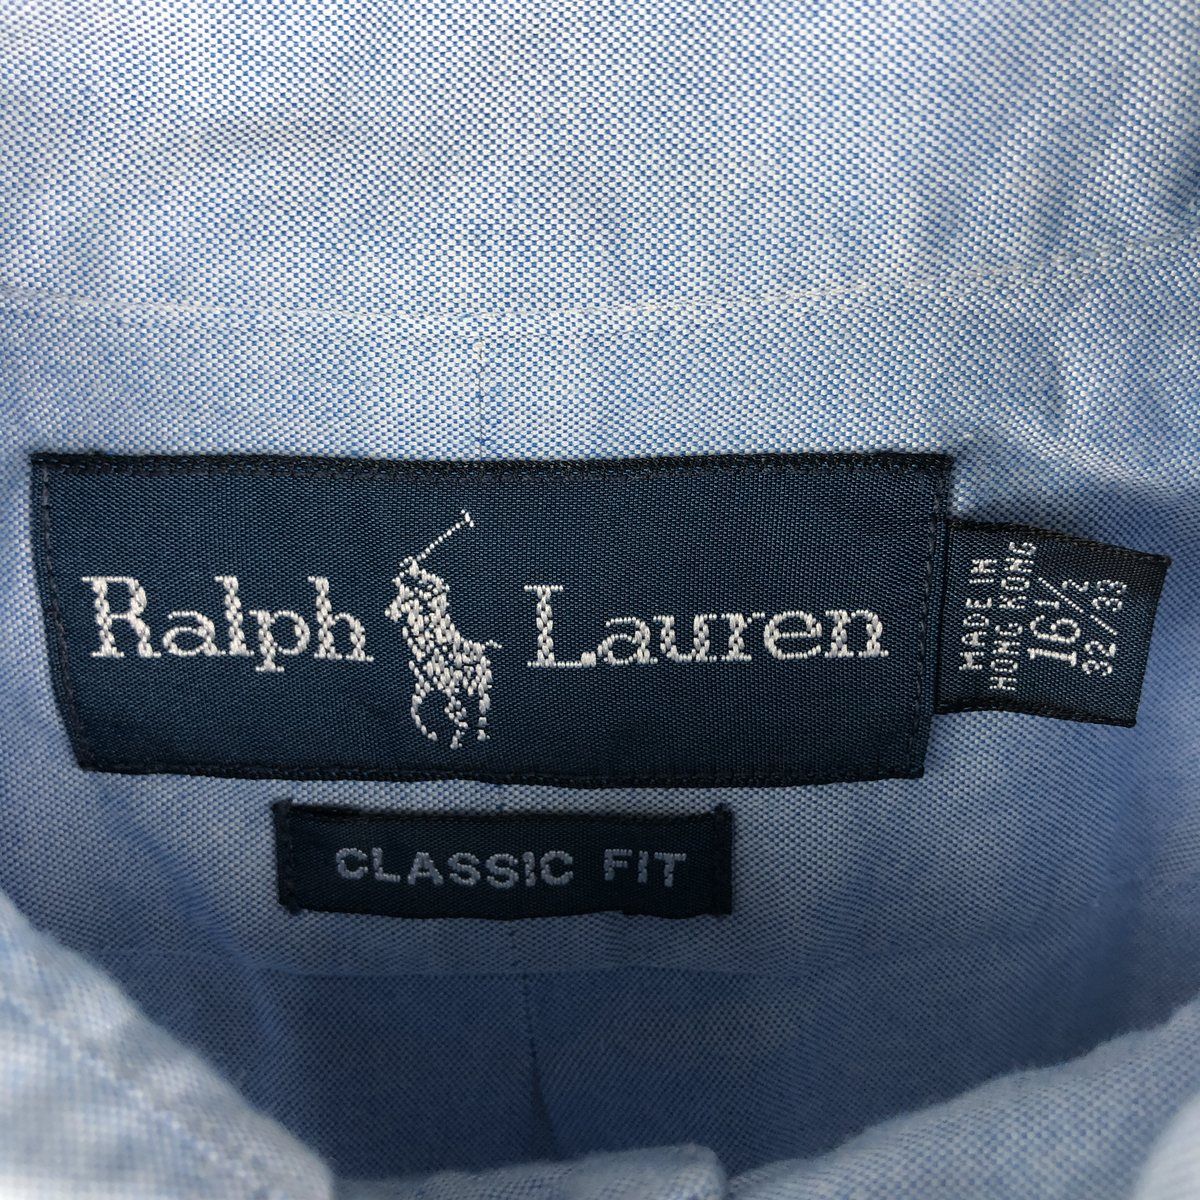 Ralph Lauren
CLASSIC FIT
MADE IN
HONG KONG
16 1/2
32/33